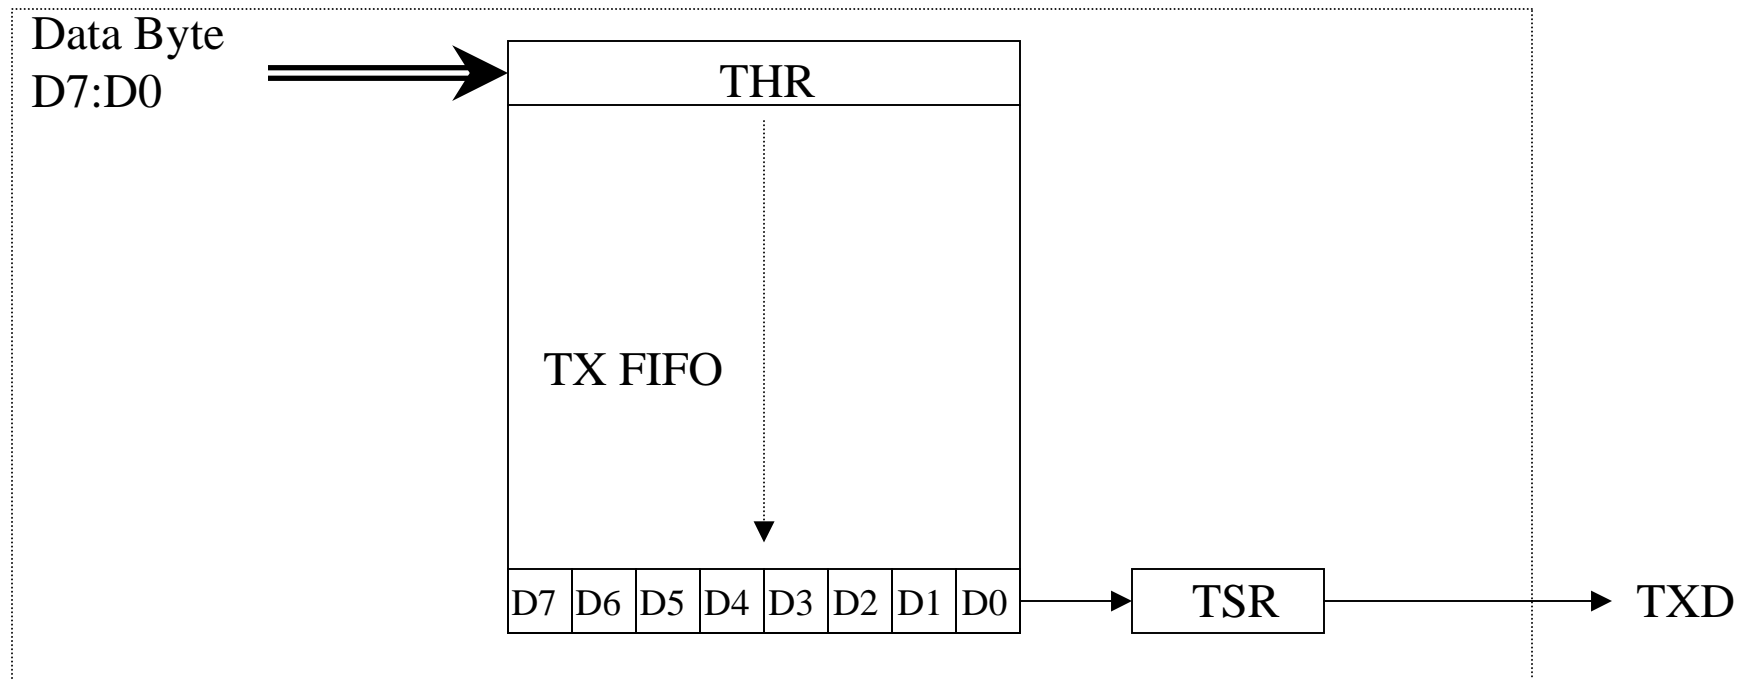 Data Byte
D7:D0
THR
TX FIFO
D7 D6 D5 D4 D3 D2 D1 D0
TSR
TXD